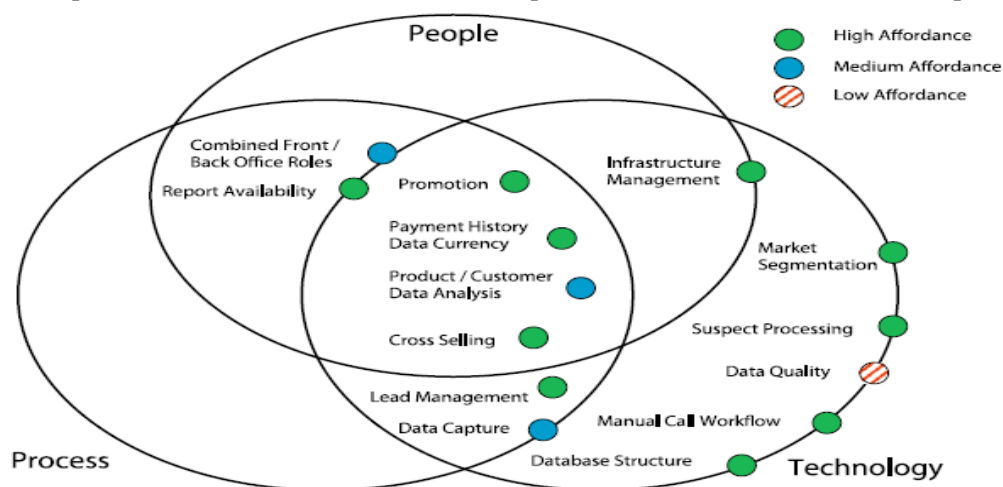 People
High Affordance
Medium Affordance
Low Affordance
Combined Front /
Back Office Roles
Report Availability
Promotion
Infrastructure
Management
Payment History
Data Currency
Market
Segmentation
Product / Customer
Data Analysis
Cross Selling
Suspect Processing
Data Quality
Lead Management
Manual Call Workflow
Data Capture
Database Structure
Process
Technology